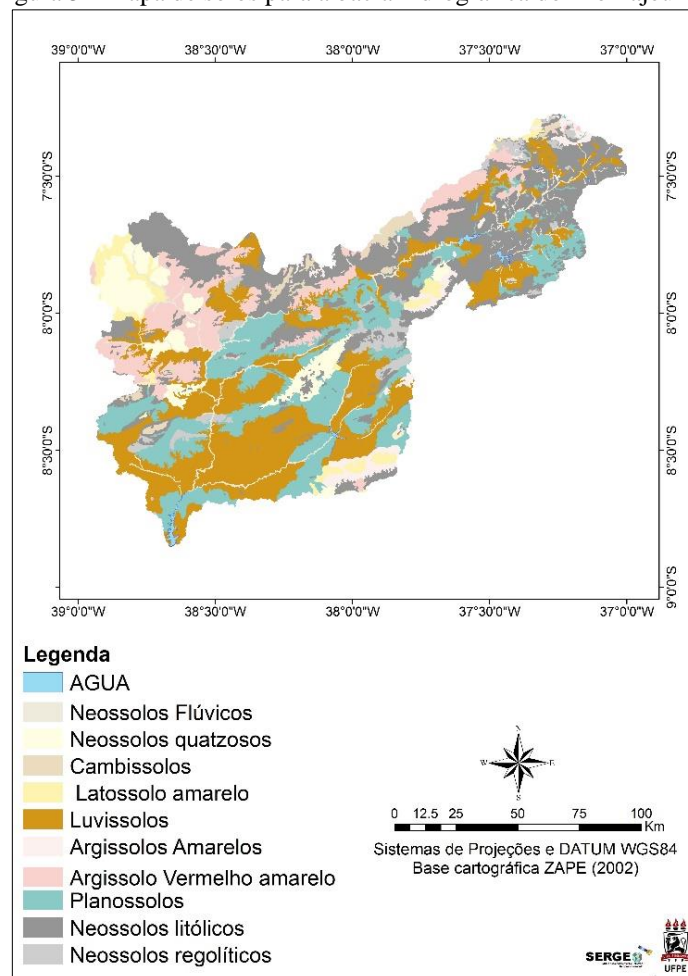 39°0'0"W 38°30'0"W 38°0'0"W 37°30'0"W 37°0'0"W
7°30'0"S 7°30'0"S
8°0'0"S 8°0'0"S
8°30'0"S 8°30'0"S
9°0'0"S
39°0'0"W 38°30'0"W 38°0'0"W 37°30'0"W 37°0'0"W
Legenda
AGUA
Neossolos Flúvicos
Neossolos quatzosos
Cambissolos
Latossolo amarelo
Luvissolos
Argissolos Amarelos
Argissolo Vermelho amarelo
Planossolos
Neossolos litólicos
Neossolos regolíticos
N
W E
S
0 12.5 25 50 75 100
Km
Sistemas de Projeções e DATUM WGS84
Base cartográfica ZAPE (2002)
SERGE
UFPE